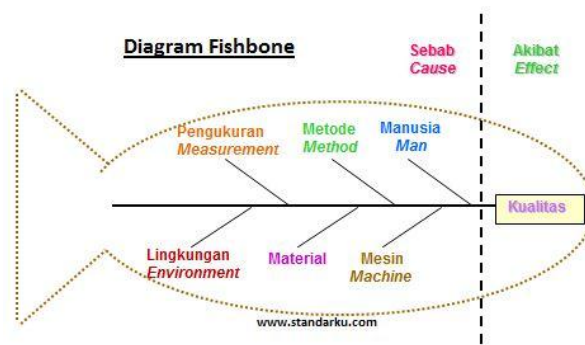 Diagram Fishbone
Sebab
Cause
Akibat
Effect
Pengukuran
Measurement
Metode
Method
Manusia
Man
Kualitas
Lingkungan
Environment
Material
Mesin
Machine
www.standarku.com